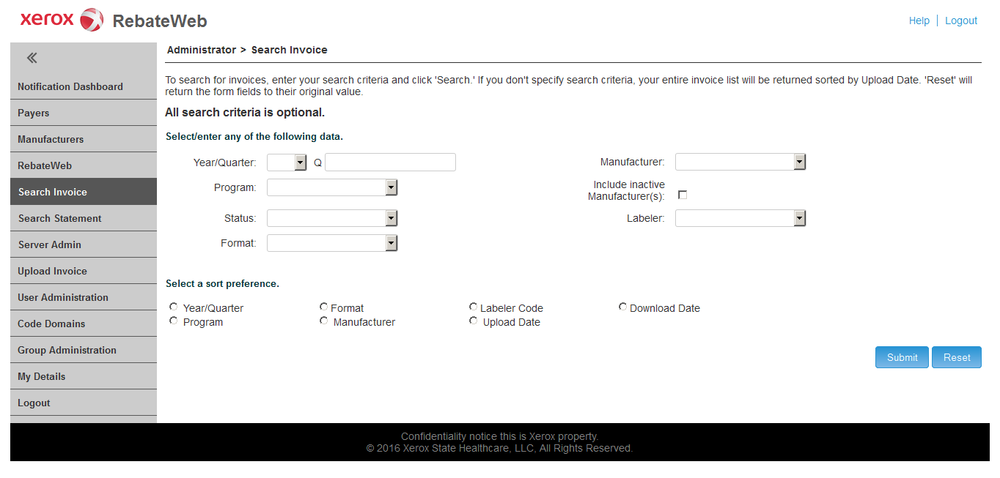 xerox RebateWeb
Help | Logout
Administrator > Search Invoice
Notification Dashboard
Payers
Manufacturers
RebateWeb
Search Invoice
Search Statement
Server Admin
Upload Invoice
User Administration
Code Domains
Group Administration
My Details
Logout
To search for invoices, enter your search criteria and click 'Search.' If you don't specify search criteria, your entire invoice list will be returned sorted by Upload Date. 'Reset' will
return the form fields to their original value.
All search criteria is optional.
Select/enter any of the following data.
Year/Quarter: Q Manufacturer:
Program: Include inactive
Manufacturer(s):
Status: Labeler:
Format:
Select a sort preference.
Year/Quarter Format Labeler Code Download Date
Program Manufacturer Upload Date
Submit Reset
Confidentiality notice this is Xerox property.
© 2016 Xerox State Healthcare, LLC, All Rights Reserved.